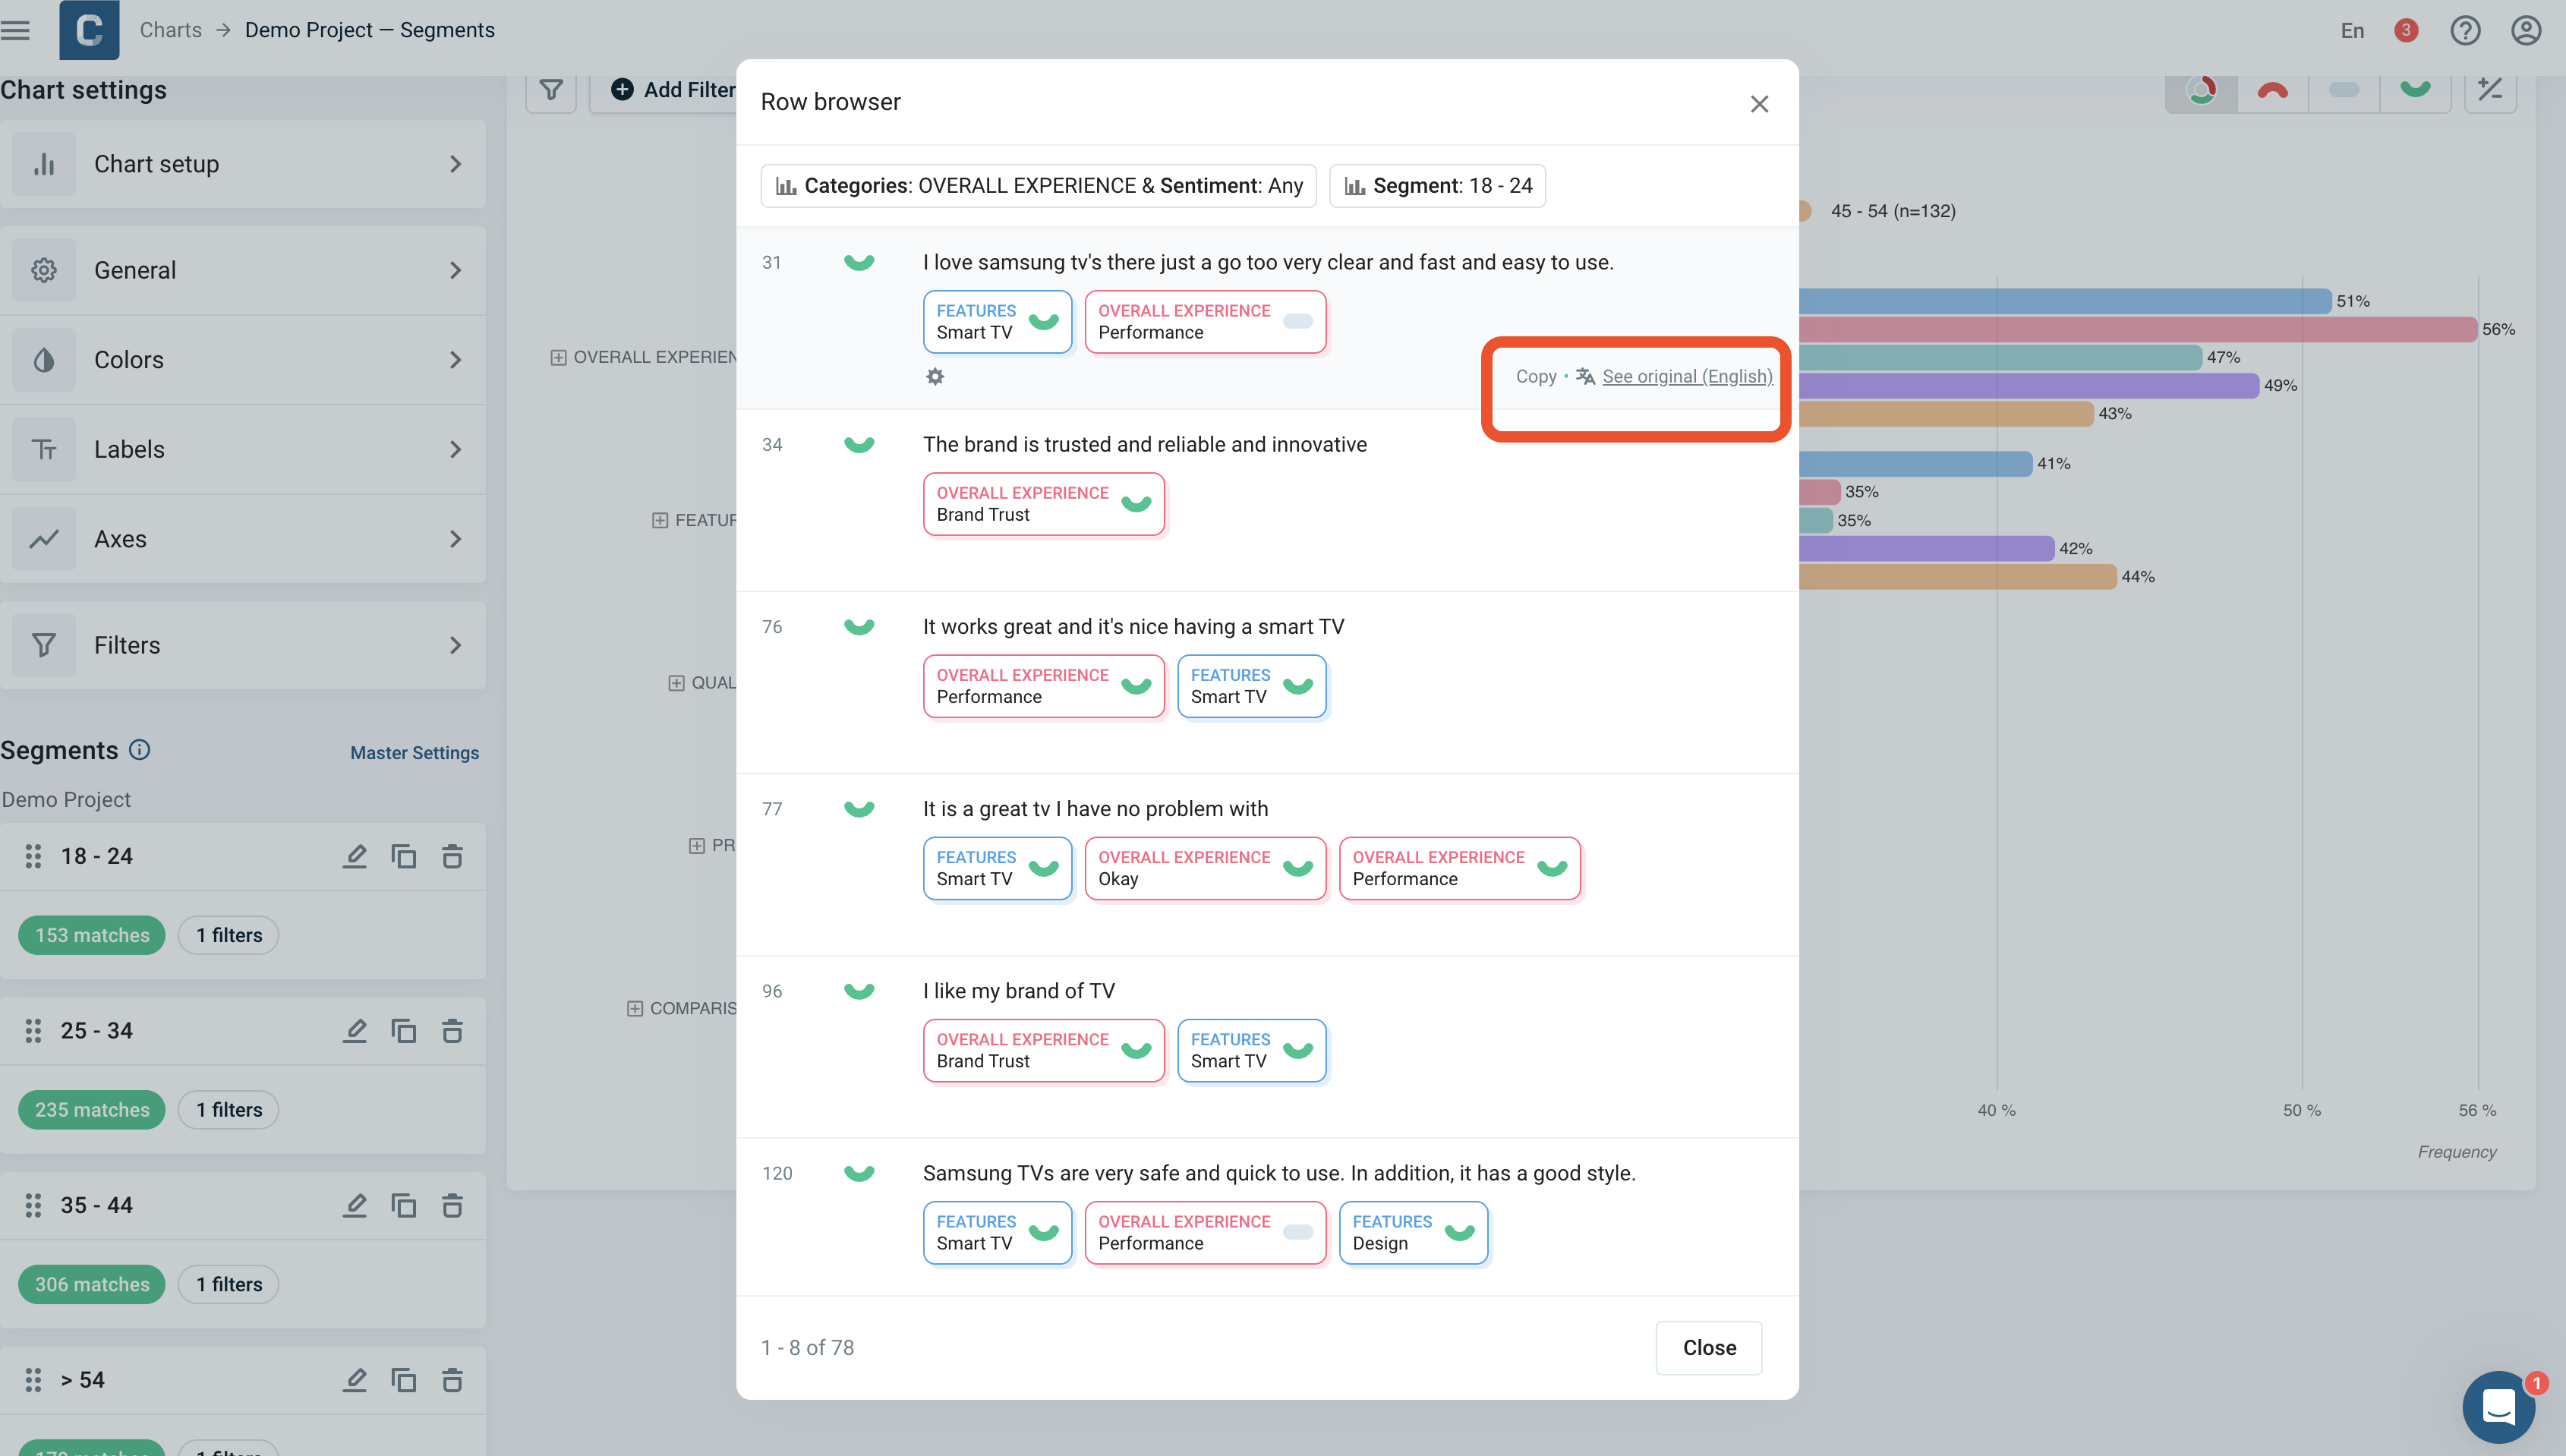 Charts → Demo Project — Segments
En
3
Chart settings
Chart setup
General
Colors
Labels
Axes
Filters
Segments
Master Settings
Demo Project
18 - 24
153 matches
1 filters
25 - 34
235 matches
1 filters
35 - 44
306 matches
1 filters
> 54
Add Filter
OVERALL EXPERIEN
FEATUR
QUAL
PR
COMPARIS
Row browser
Categories: OVERALL EXPERIENCE & Sentiment: Any
Segment: 18 - 24
31
I love samsung tv's there just a go too very clear and fast and easy to use.
FEATURES
Smart TV
OVERALL EXPERIENCE
Performance
Copy • See original (English)
34
The brand is trusted and reliable and innovative
OVERALL EXPERIENCE
Brand Trust
76
It works great and it's nice having a smart TV
OVERALL EXPERIENCE
Performance
FEATURES
Smart TV
77
It is a great tv I have no problem with
FEATURES
Smart TV
OVERALL EXPERIENCE
Okay
OVERALL EXPERIENCE
Performance
96
I like my brand of TV
OVERALL EXPERIENCE
Brand Trust
FEATURES
Smart TV
120
Samsung TVs are very safe and quick to use. In addition, it has a good style.
FEATURES
Smart TV
OVERALL EXPERIENCE
Performance
FEATURES
Design
1 - 8 of 78
Close
45 - 54 (n=132)
51%
56%
47%
49%
43%
41%
35%
35%
42%
44%
40 %
50 %
56 %
Frequency
1